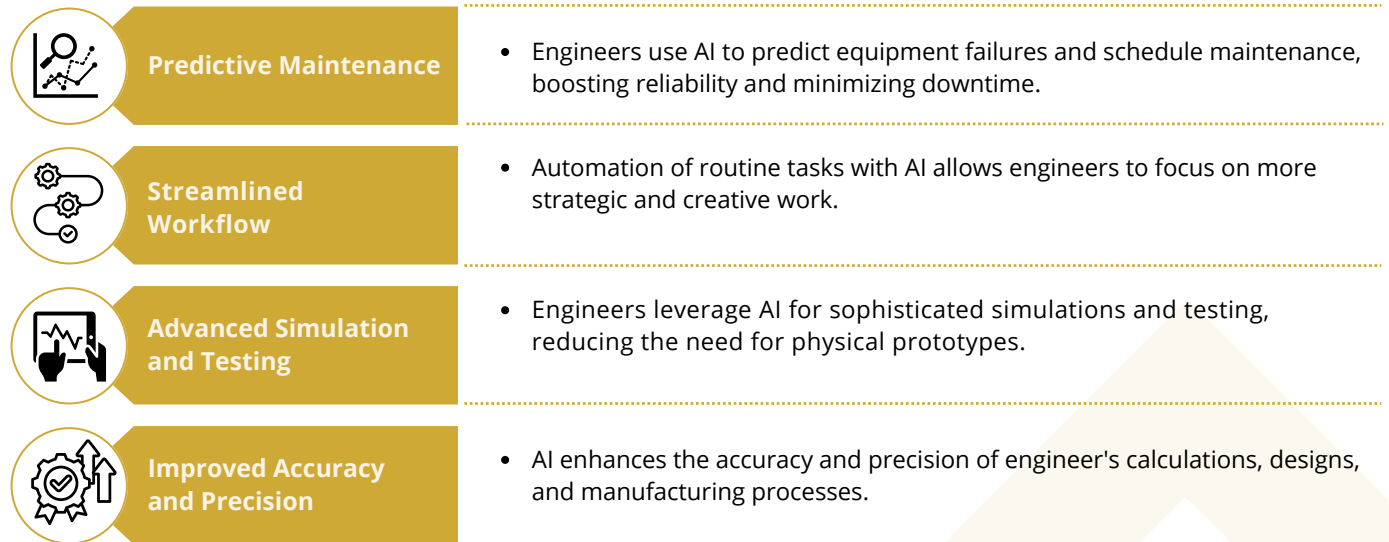 Predictive Maintenance
• Engineers use AI to predict equipment failures and schedule maintenance,
boosting reliability and minimizing downtime.
Streamlined
Workflow
• Automation of routine tasks with AI allows engineers to focus on more
strategic and creative work.
Advanced Simulation
and Testing
• Engineers leverage AI for sophisticated simulations and testing,
reducing the need for physical prototypes.
Improved Accuracy
and Precision
• AI enhances the accuracy and precision of engineer's calculations, designs,
and manufacturing processes.